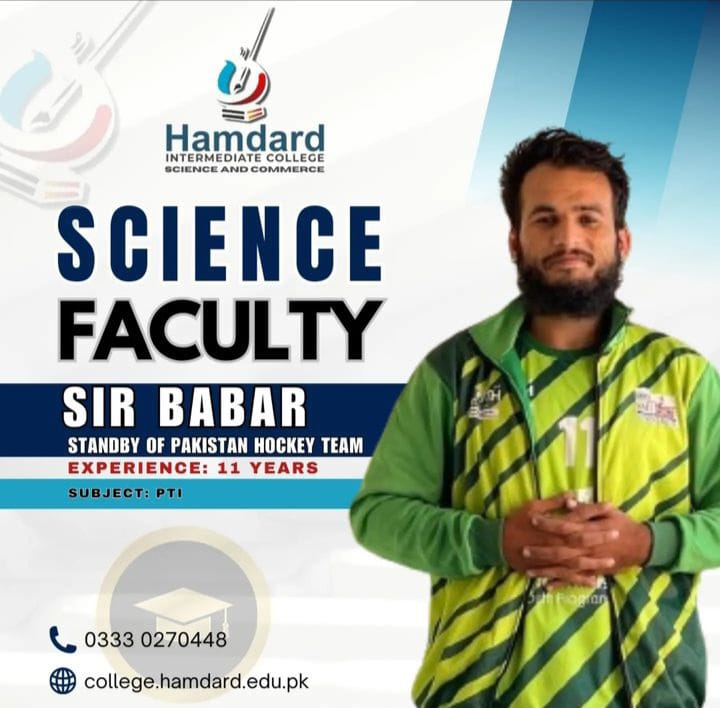 Hamdard
INTERMEDIATE COLLEGE
SCIENCE AND COMMERCE
SCIENCE
FACULTY
SIR BABAR
STANDBY OF PAKISTAN HOCKEY TEAM
EXPERIENCE: 11 YEARS
SUBJECT: PTI
11
0333 0270448
college.hamdard.edu.pk